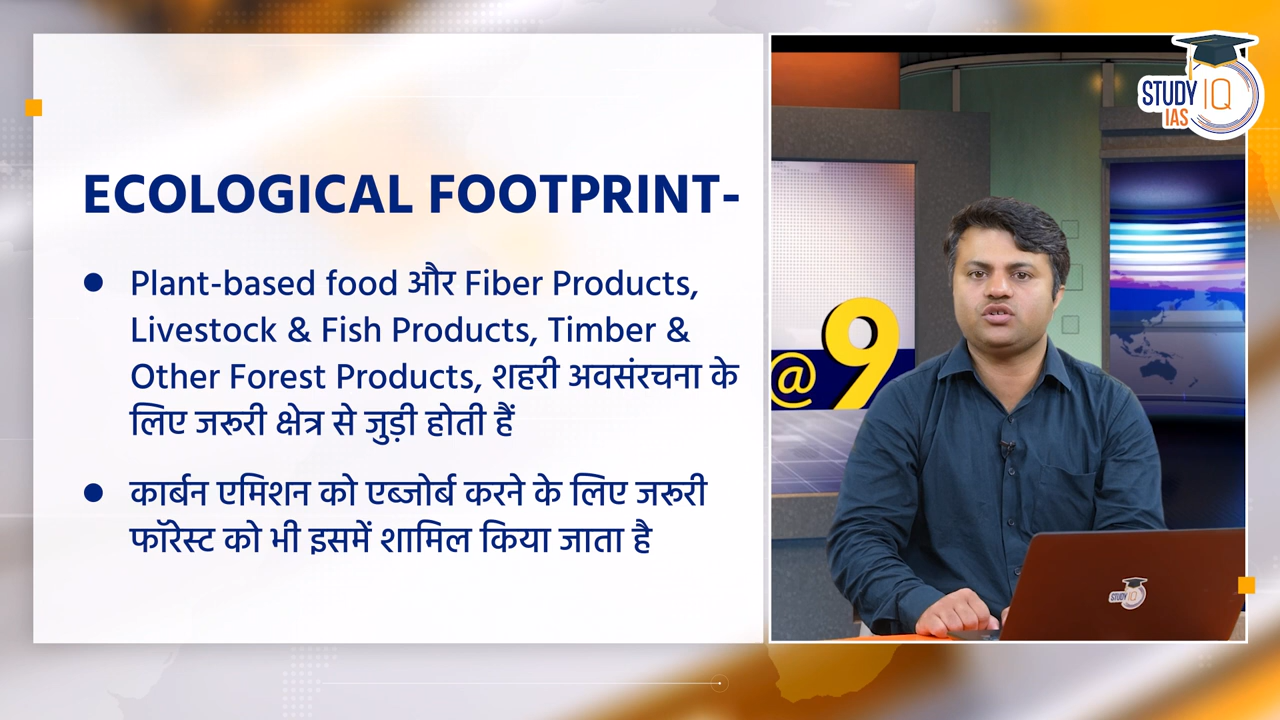 ECOLOGICAL FOOTPRINT-
Plant-based food और Fiber Products,
Livestock & Fish Products, Timber &
Other Forest Products, शहरी अवसंरचना के
लिए जरूरी क्षेत्र से जुड़ी होती हैं
कार्बन एमिशन को एब्जोर्ब करने के लिए जरूरी
फॉरेस्ट को भी इसमें शामिल किया जाता है
STUDY IQ
IAS
@9
STUDY IQ